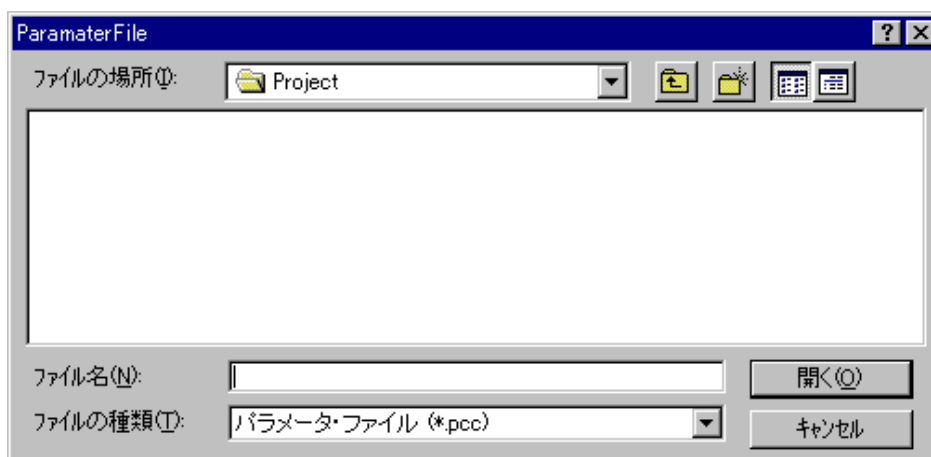 ParamaterFile
ファイルの場所(I):
Project
ファイル名(N):
開く(O)
ファイルの種類(T):
パラメータ・ファイル (*.pcc)
キャンセル